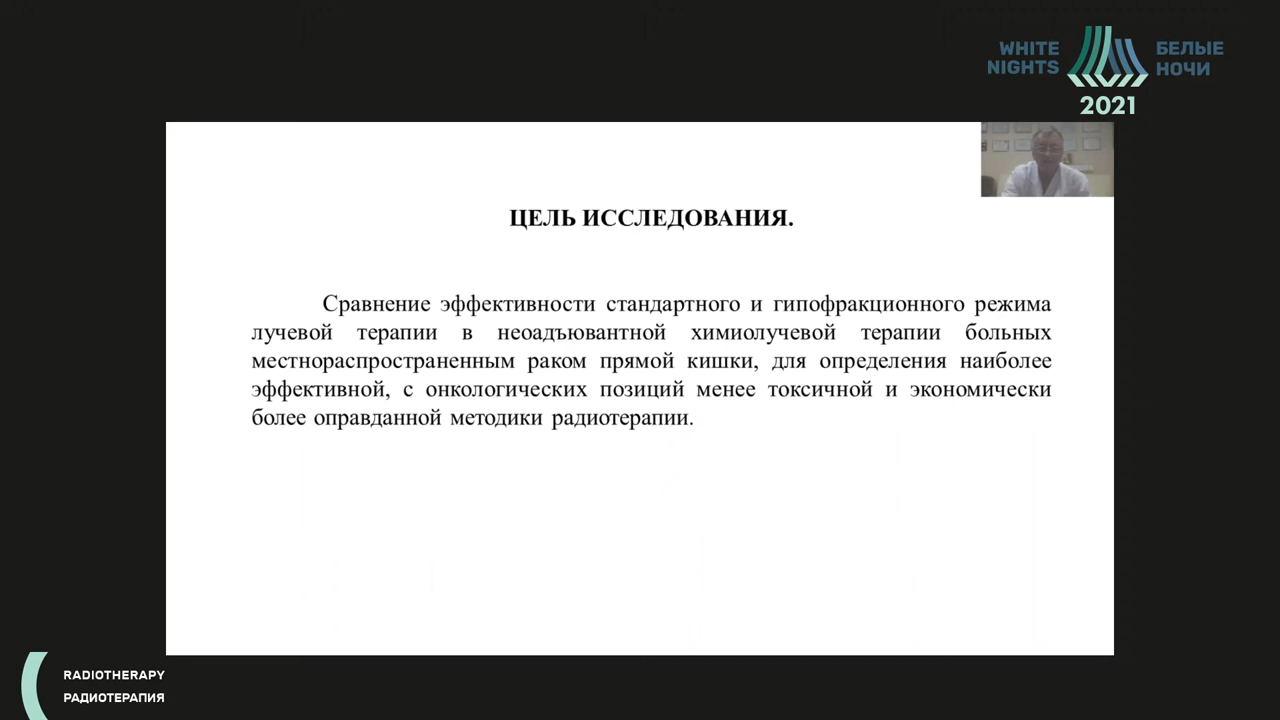 WHITE NIGHTS
БЕЛЫЕ НОЧИ
2021
ЦЕЛЬ ИССЛЕДОВАНИЯ.
Сравнение эффективности стандартного и гипофракционного режима
лучевой терапии в неоадъювантной химиолучевой терапии больных
местнораспространенным раком прямой кишки, для определения наиболее
эффективной, с онкологических позиций менее токсичной и экономически
более оправданной методики радиотерапии.
RADIOTHERAPY
РАДИОТЕРАПИЯ